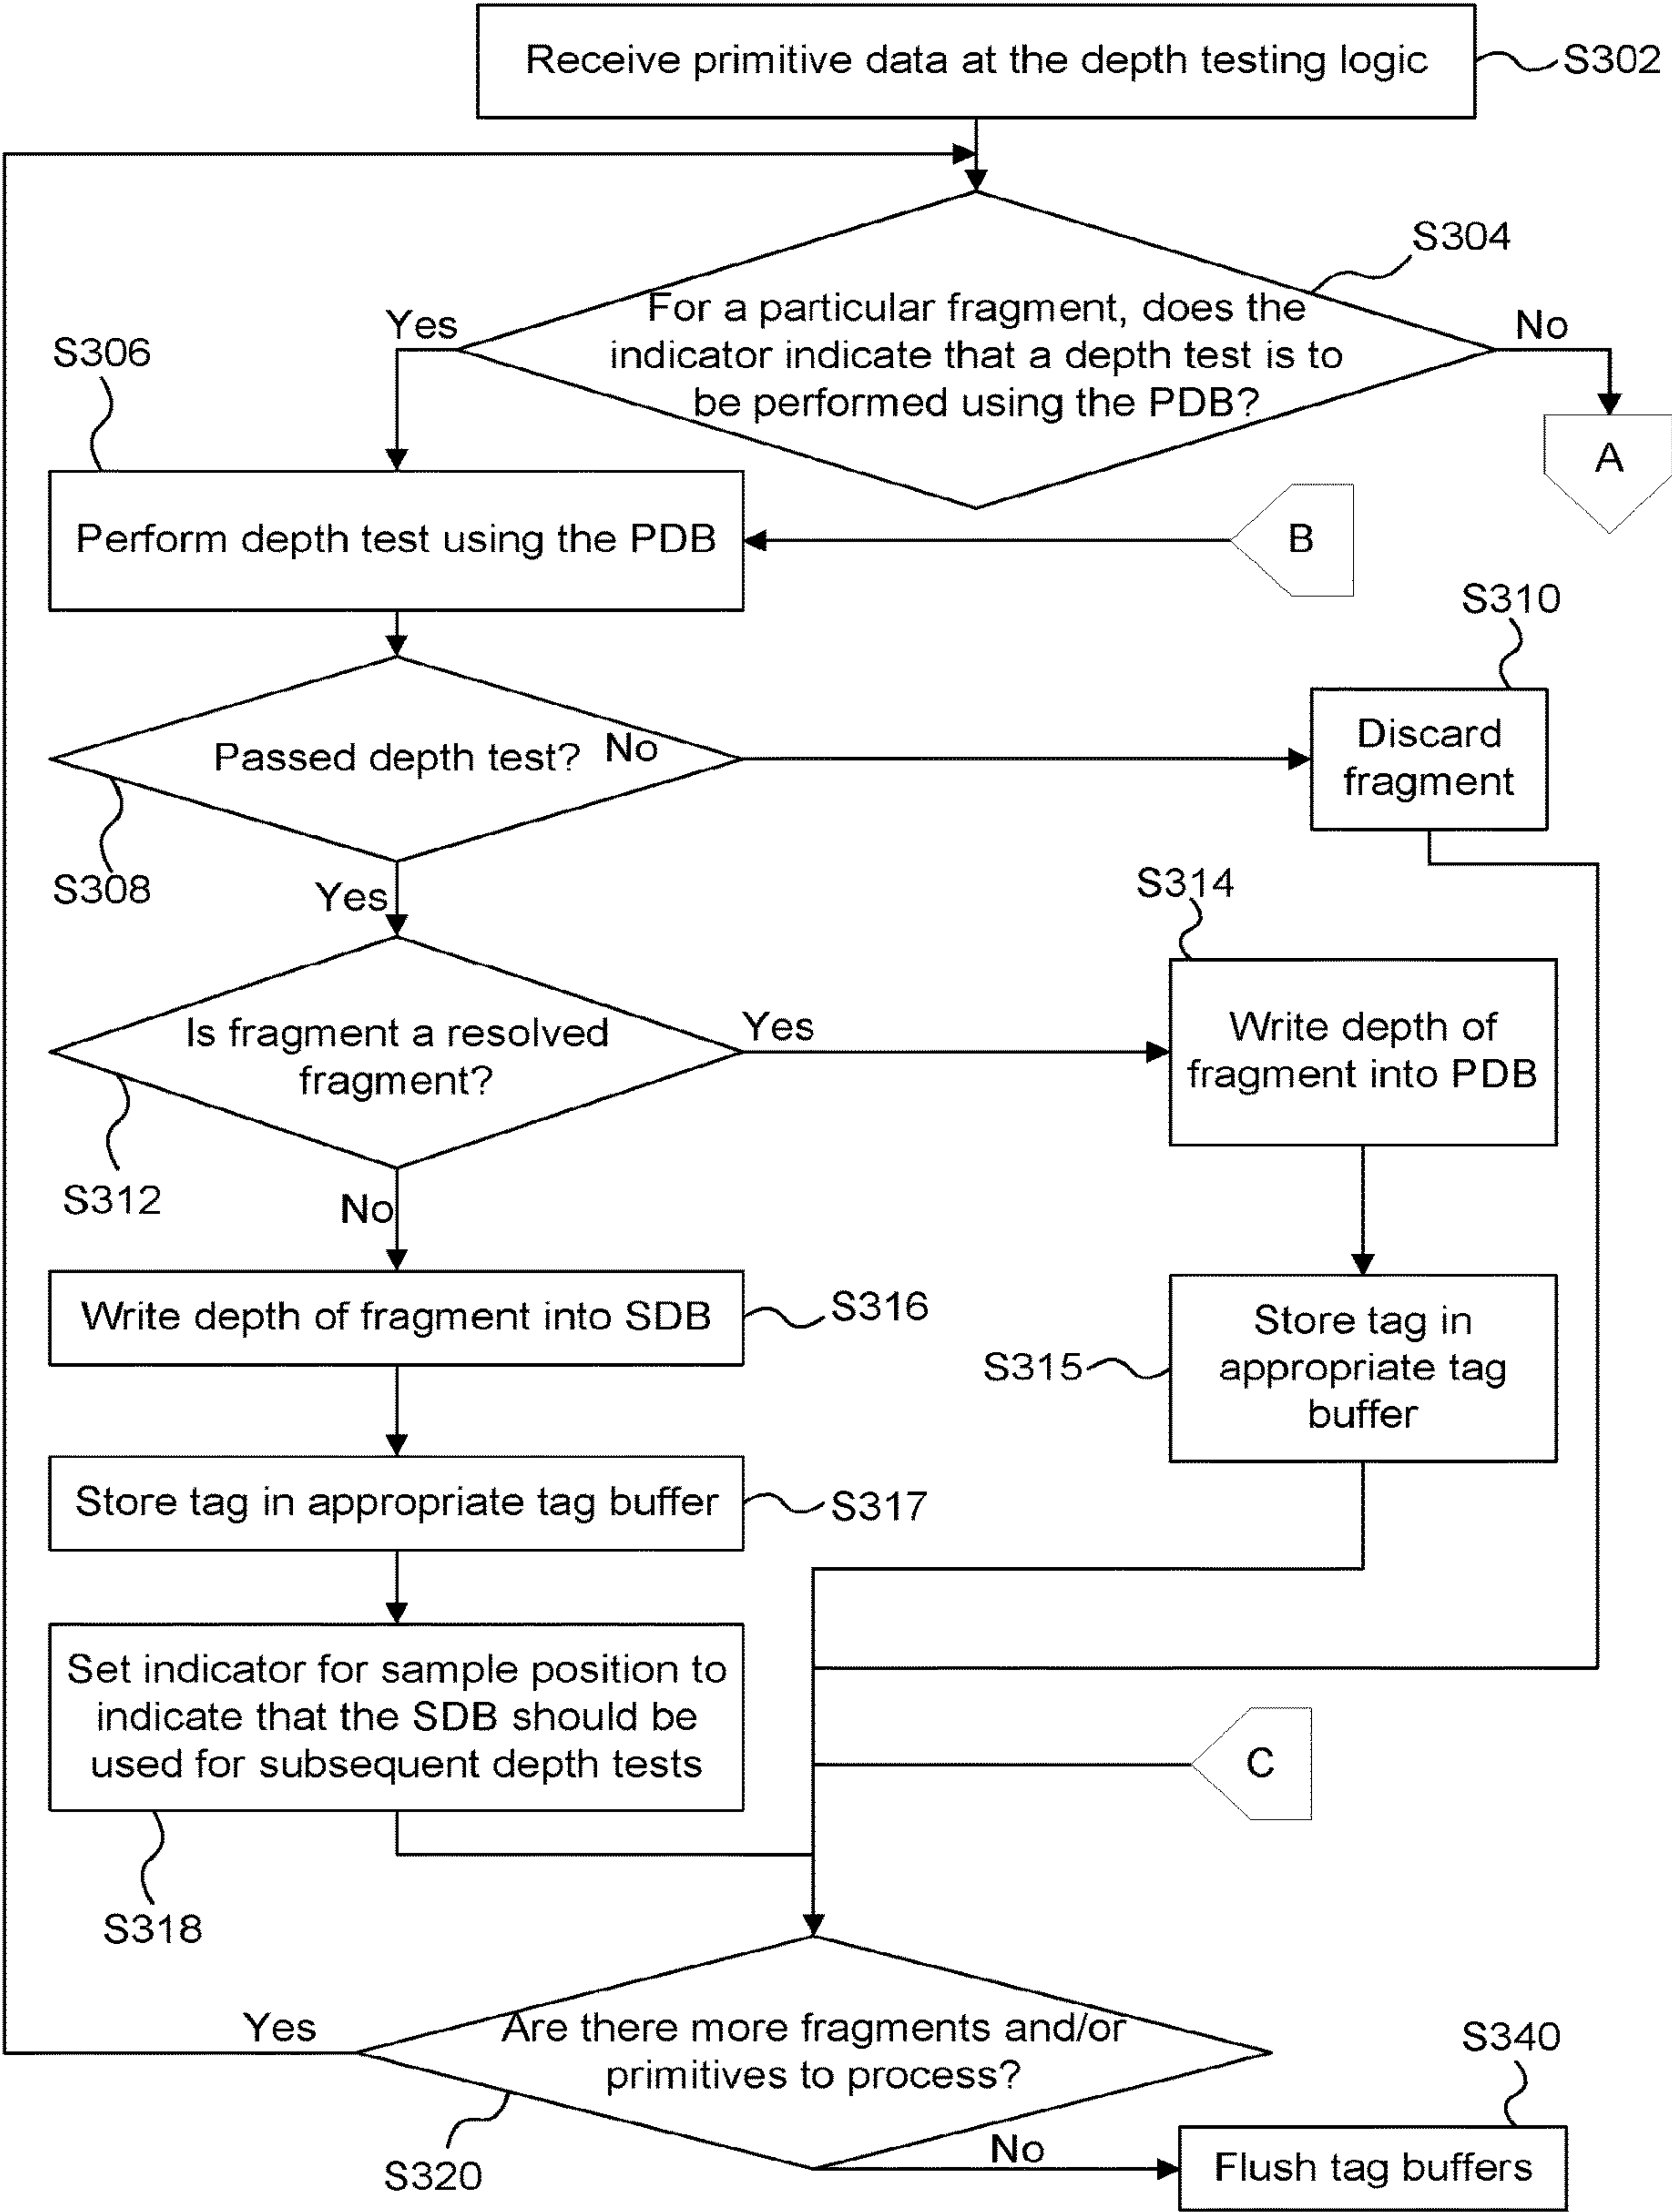 Receive primitive data at the depth testing logic
S302
S304
For a particular fragment, does the
indicator indicate that a depth test is to
be performed using the PDB?
Yes
No
S306
A
Perform depth test using the PDB
B
S310
Discard
fragment
Passed depth test?
No
S308
Yes
S314
Is fragment a resolved
fragment?
Yes
Write depth of
fragment into PDB
S312
No
Write depth of fragment into SDB
S316
Store tag in
appropriate tag
buffer
S315
Store tag in appropriate tag buffer
S317
Set indicator for sample position to
indicate that the SDB should be
used for subsequent depth tests
C
S318
Yes
Are there more fragments and/or
primitives to process?
S340
S320
No
Flush tag buffers